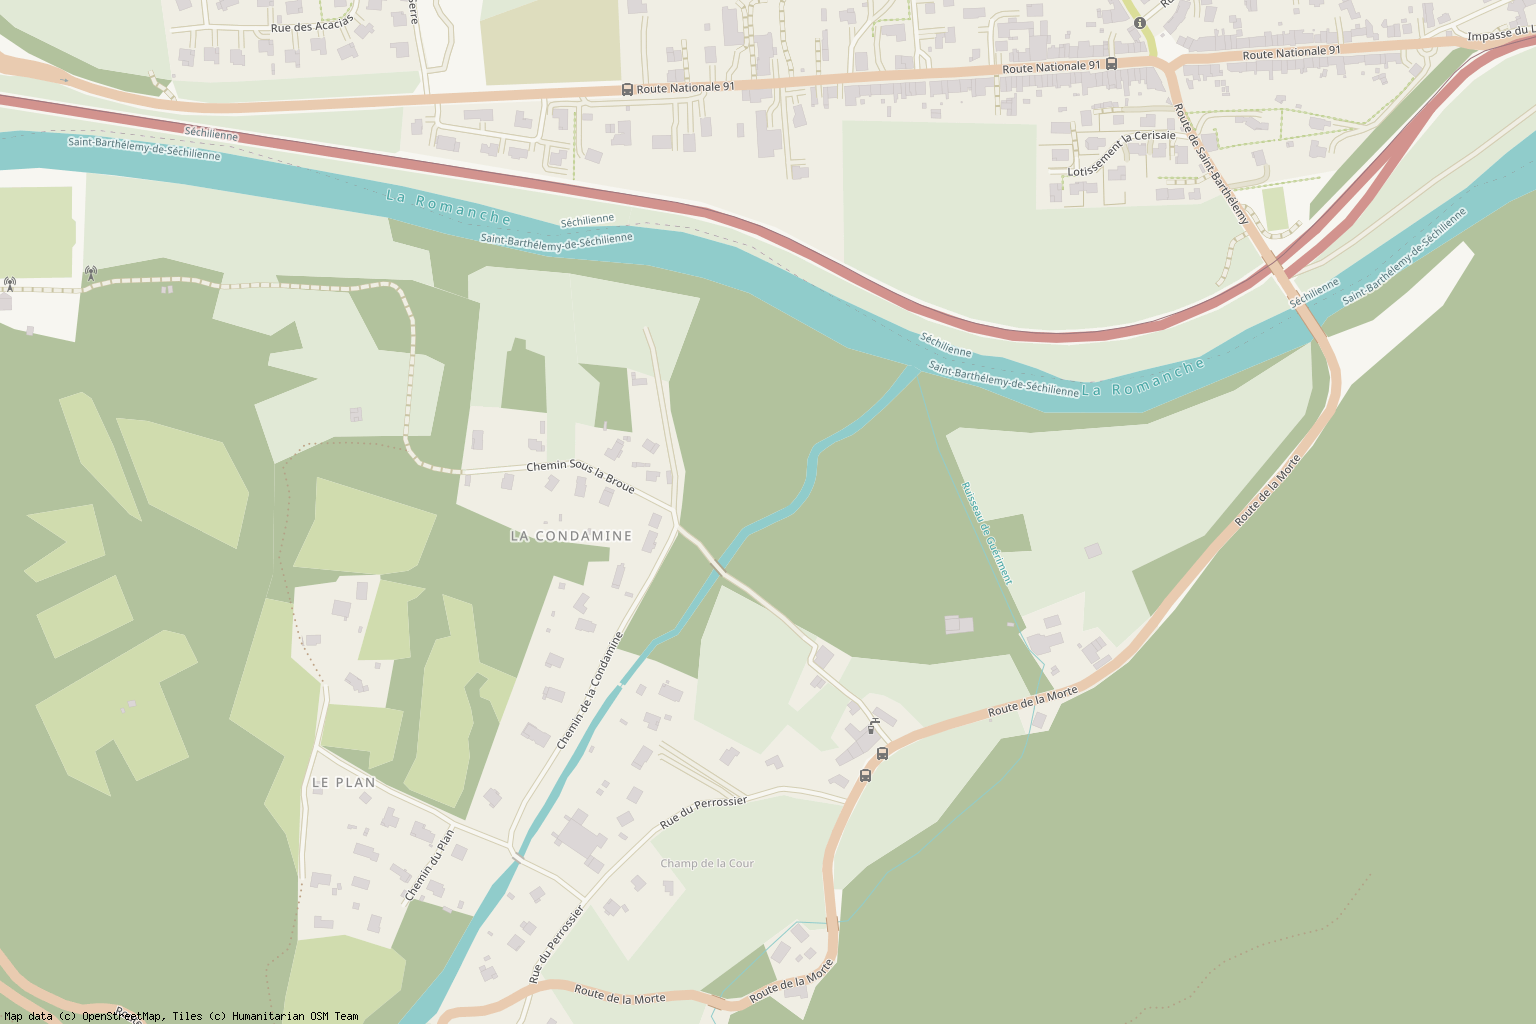 Rue des Acacias
Serre
Impasse du L
Route Nationale 91
Route Nationale 91
Route Nationale 91
Route de Saint-Barthélemy
Lotissement la Cerisaie
Séchilienne
Saint-Barthélemy-de-Séchilienne
La Romanche
Séchilienne
Saint-Barthélemy-de-Séchilienne
Séchilienne
Saint-Barthélemy-de-Séchilienne
Séchilienne
Saint-Barthélemy-de-Séchilienne
La Romanche
Chemin Sous la Broue
LA CONDAMINE
Ruisseau de Guériment
Route de la Morte
Chemin de la Condamine
Route de la Morte
LE PLAN
Rue du Perrossier
Chemin du Plan
Champ de la Cour
Rue du Perrossier
Route de la Morte
Route de la Morte
Map data (c) OpenStreetMap, Tiles (c) Humanitarian OSM Team